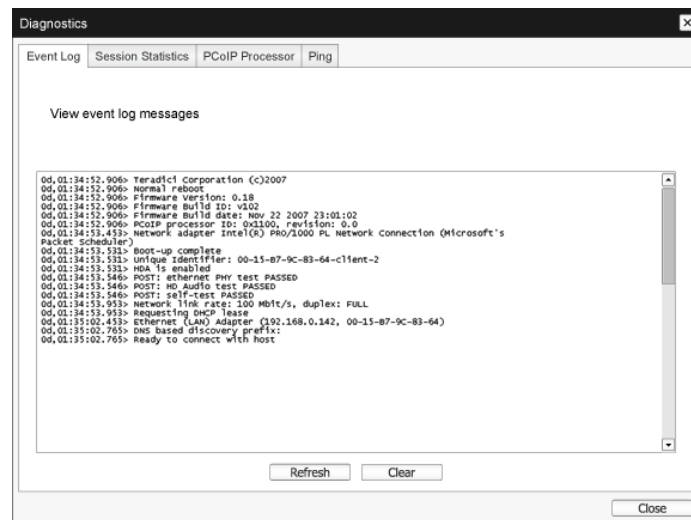 Diagnostics
Event Log
Session Statistics
PCoIP Processor
Ping
View event log messages
0d,01:34:52.906> Teradici Corporation (c)2007
0d,01:34:52.906> Normal reboot
0d,01:34:52.906> Firmware Version: 0.18
0d,01:34:52.906> Firmware Build ID: v102
0d,01:34:52.906> Firmware Build date: Nov 22 2007 23:01:02
0d,01:34:52.906> PCoIP processor ID: 0x1100, revision: 0.0
0d,01:34:53.453> Network adapter Intel(R) PRO/1000 PL Network Connection (Microsoft's
Packet Scheduler)
0d,01:34:53.531> Boot-up complete
0d,01:34:53.531> Unique Identifier: 00-15-B7-9C-83-64-client-2
0d,01:34:53.531> HDA is enabled
0d,01:34:53.546> POST: ethernet PHY test PASSED
0d,01:34:53.546> POST: HD Audio test PASSED
0d,01:34:53.546> POST: self-test PASSED
0d,01:34:53.953> Network link rate: 100 Mbit/s, duplex: FULL
0d,01:34:53.953> Requesting DHCP lease
0d,01:35:02.453> Ethernet (LAN) Adapter (192.168.0.142, 00-15-B7-9C-83-64)
0d,01:35:02.765> DNS based discovery prefix:
0d,01:35:02.765> Ready to connect with host
Refresh
Clear
Close